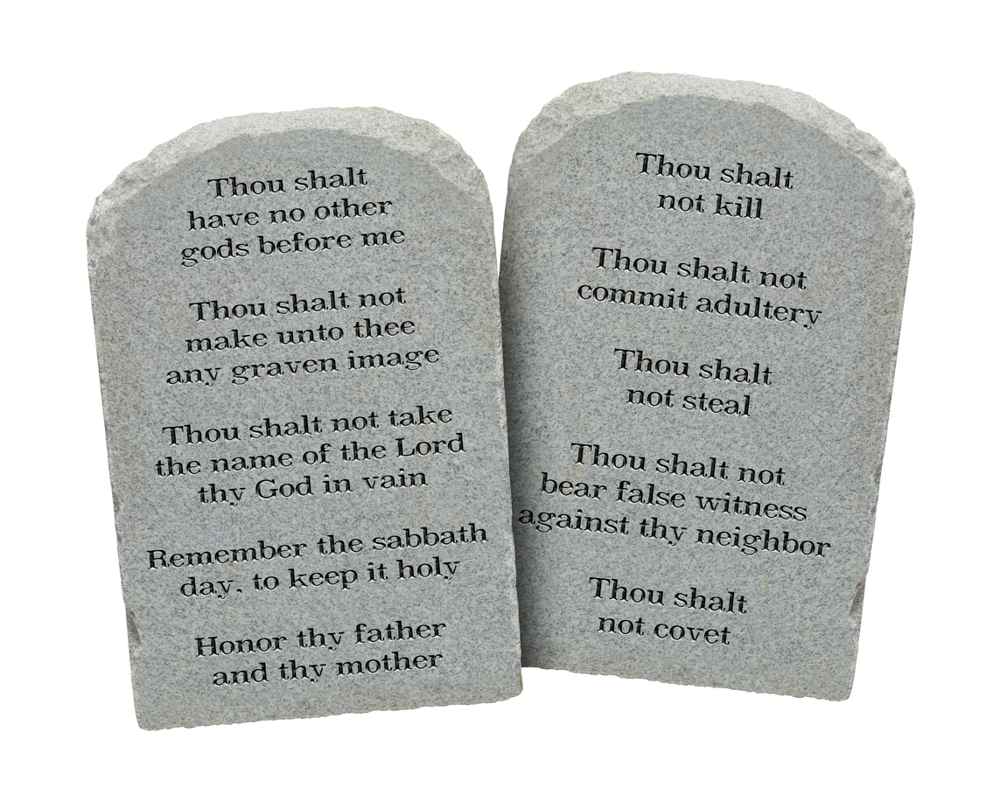 Thou shalt
have no other
gods before me
Thou shalt not
make unto thee
any graven image
Thou shalt not take
the name of the Lord
thy God in vain
Remember the sabbath
day, to keep it holy
Honor thy father
and thy mother
Thou shalt
not kill
Thou shalt not
commit adultery
Thou shalt
not steal
Thou shalt not
bear false witness
against thy neighbor
Thou shalt
not covet